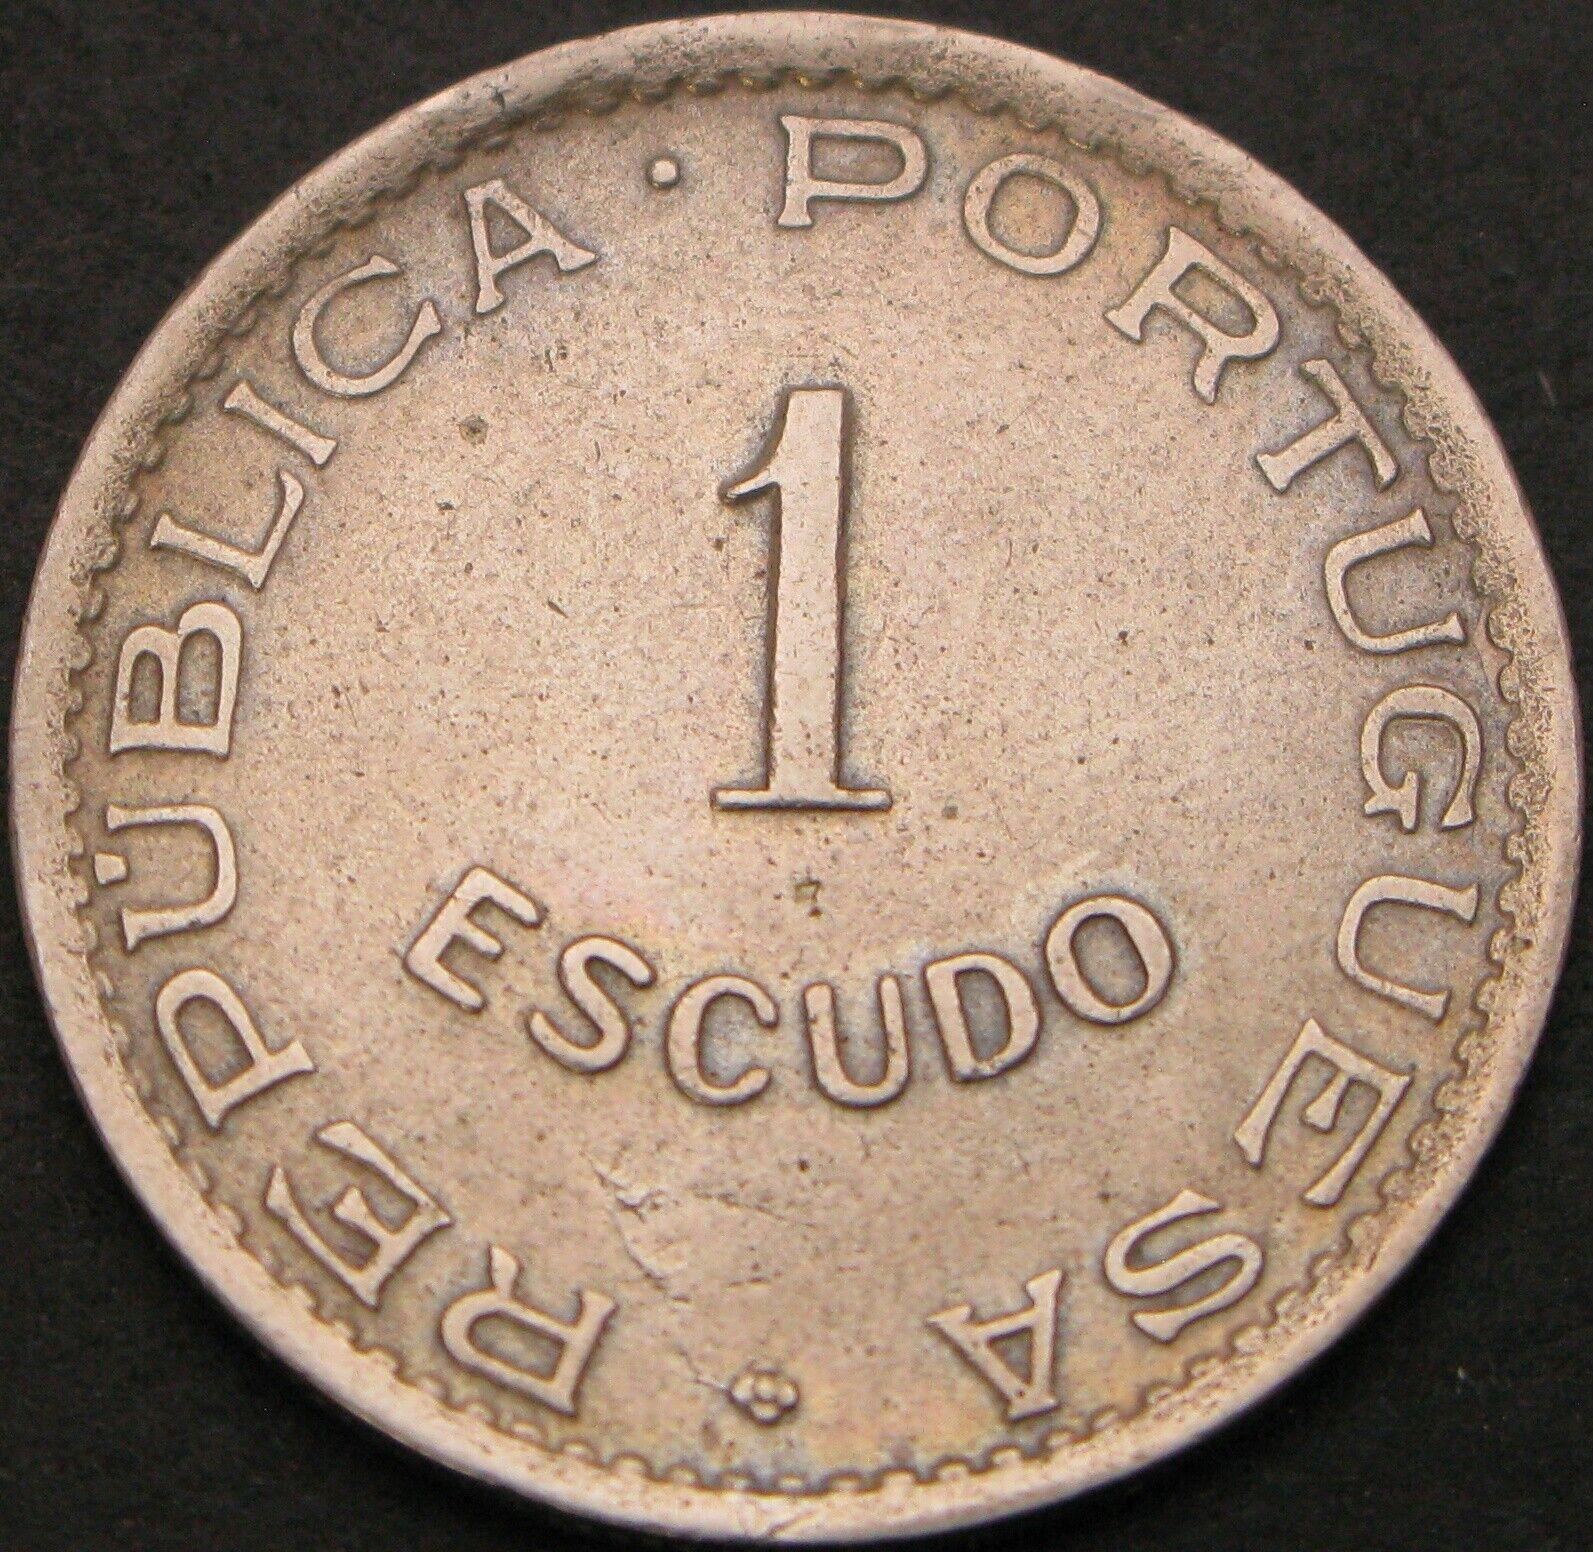 REPÚBLICA · PORTUGUESA
1
ESCUDO